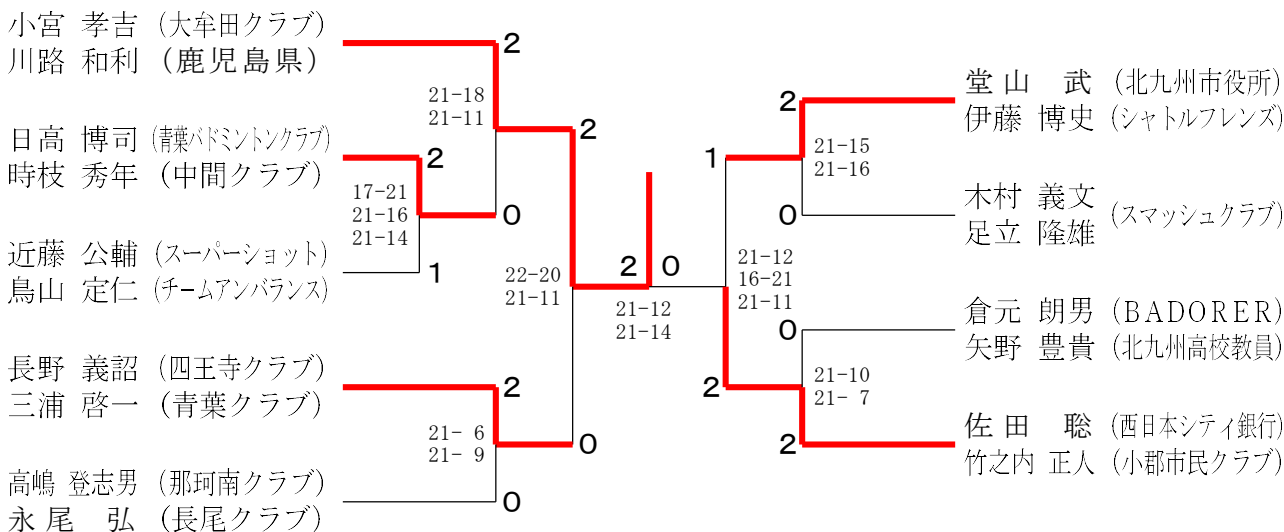 小宮 孝吉 (大牟田クラブ)
川路 和利 (鹿児島県)
日高 博司 (青葉バドミントンクラブ)
時枝 秀年 (中間クラブ)
近藤 公輔 (スーパーショット)
鳥山 定仁 (チームアンバランス)
長野 義詔 (四王寺クラブ)
三浦 啓一 (青葉クラブ)
高嶋 登志男 (那珂南クラブ)
永尾 弘 (長尾クラブ)
2
21-18
21-11
2
2
17-21
21-16
21-14
0
1
22-20
21-11
2
21- 6
21- 9
0
0
2 0
21-12
21-14
2
1
21-15
21-16
0
21-12
16-21
21-11
0
2
21-10
21- 7
2
堂山 武 (北九州市役所)
伊藤 博史 (シャトルフレンズ)
木村 義文
足立 隆雄
(スマッシュクラブ)
倉元 朗男 (BADORER)
矢野 豊貴 (北九州高校教員)
佐田 聡 (西日本シティ銀行)
竹之内 正人 (小郡市民クラブ)